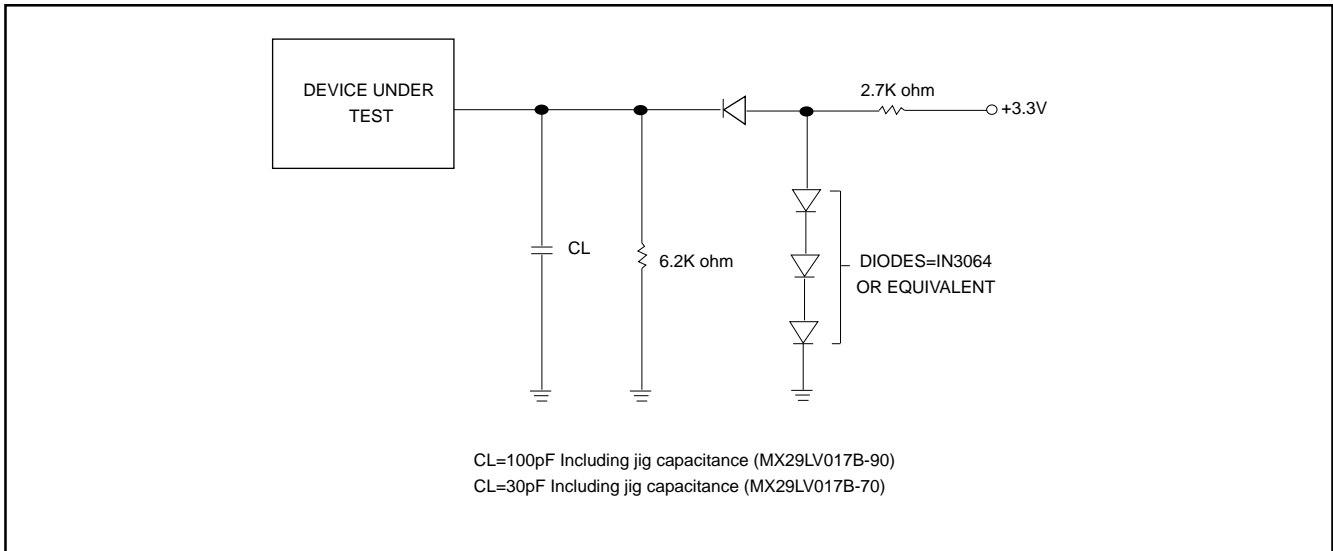 DEVICE UNDER
TEST
2.7K ohm
+3.3V
CL
6.2K ohm
DIODES=IN3064
OR EQUIVALENT
CL=100pF Including jig capacitance (MX29LV017B-90)
CL=30pF Including jig capacitance (MX29LV017B-70)